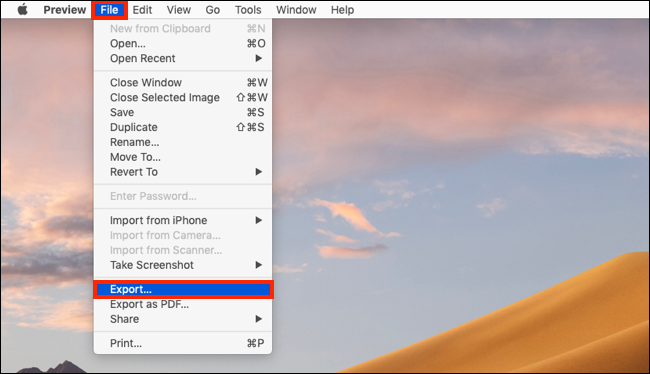 Preview File Edit View Go Tools Window Help
New from Clipboard ⌘N
Open... ⌘O
Open Recent ▶
Close Window ⌘W
Close Selected Image ⇧⌘W
Save ⌘S
Duplicate ⇧⌘S
Rename...
Move To...
Revert To ▶
Enter Password...
Import from iPhone ▶
Import from Camera...
Import from Scanner...
Take Screenshot ▶
Export...
Export as PDF...
Share ▶
Print... ⌘P